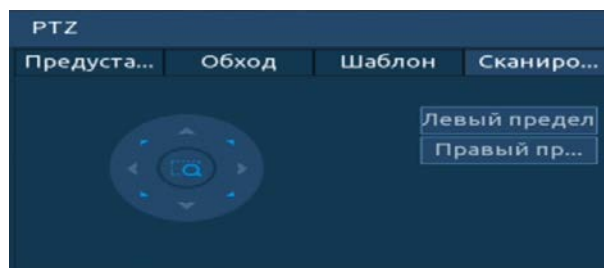 PTZ
Предуста... Обход Шаблон Сканиро...
Левый предел
Правый пр...